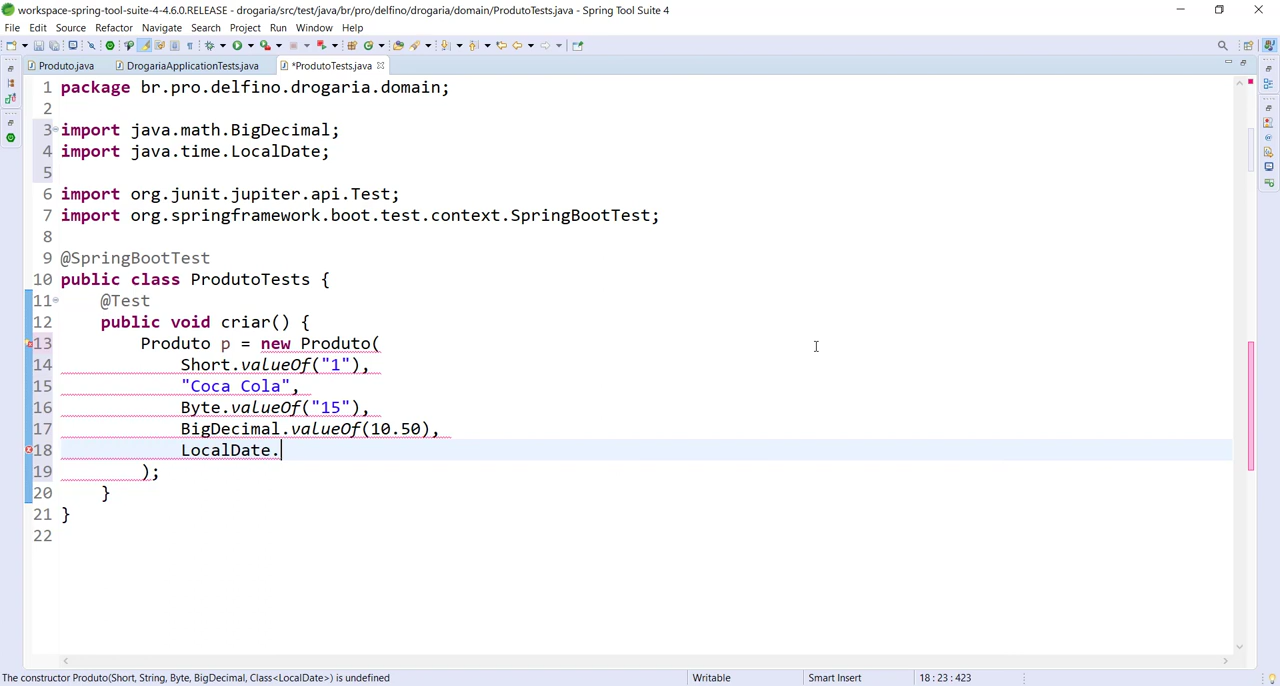 workspace-spring-tool-suite-4-4.6.0.RELEASE - drogaria/src/test/java/br/pro/delfino/drogaria/domain/ProdutoTests.java - Spring Tool Suite 4
File Edit Source Refactor Navigate Search Project Run Window Help
Produto.java DrogariaApplicationTests.java *ProdutoTests.java
1 package br.pro.delfino.drogaria.domain;
2
3 import java.math.BigDecimal;
4 import java.time.LocalDate;
5
6 import org.junit.jupiter.api.Test;
7 import org.springframework.boot.test.context.SpringBootTest;
8
9 @SpringBootTest
10 public class ProdutoTests {
11 @Test
12 public void criar() {
13 Produto p = new Produto(
14 Short.valueOf("1"),
15 "Coca Cola",
16 Byte.valueOf("15"),
17 BigDecimal.valueOf(10.50),
18 LocalDate.
19 );
20 }
21 }
22
The constructor Produto(Short, String, Byte, BigDecimal, Class<LocalDate>) is undefined Writable Smart Insert 18 : 23 : 423